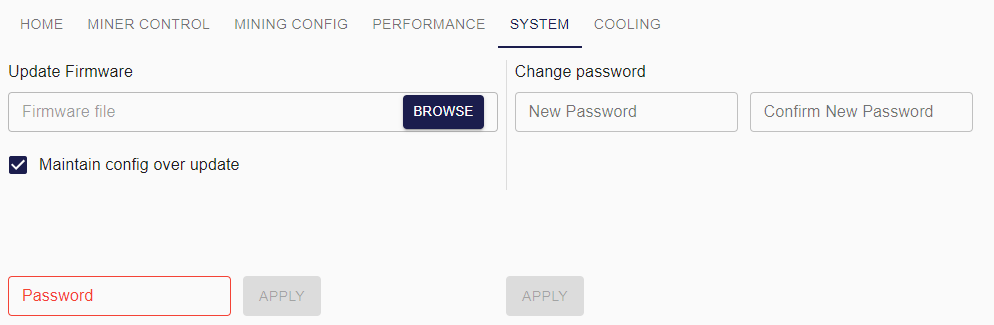 HOME MINER CONTROL MINING CONFIG PERFORMANCE SYSTEM COOLING
Update Firmware
Firmware file BROWSE
Maintain config over update
Change password
New Password Confirm New Password
Password APPLY
APPLY